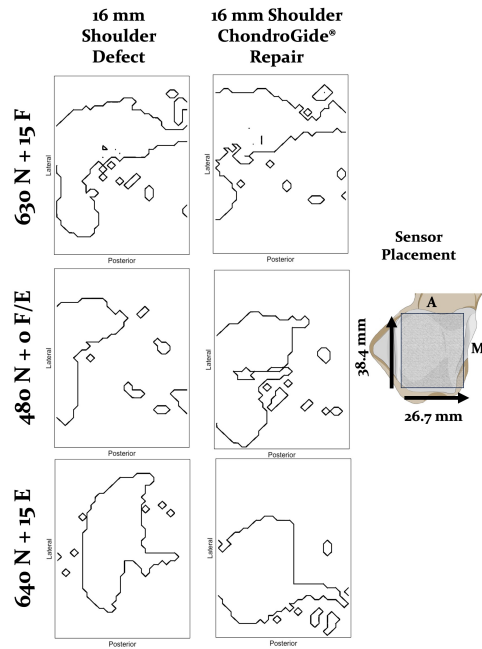 16 mm
Shoulder
Defect
16 mm Shoulder
ChondroGide®
Repair
630 N + 15 F
Lateral
Posterior
Lateral
Posterior
480 N + 0 F/E
Lateral
Posterior
Lateral
Posterior
640 N + 15 E
Lateral
Posterior
Lateral
Posterior
Sensor
Placement
A
M
38.4 mm
26.7 mm